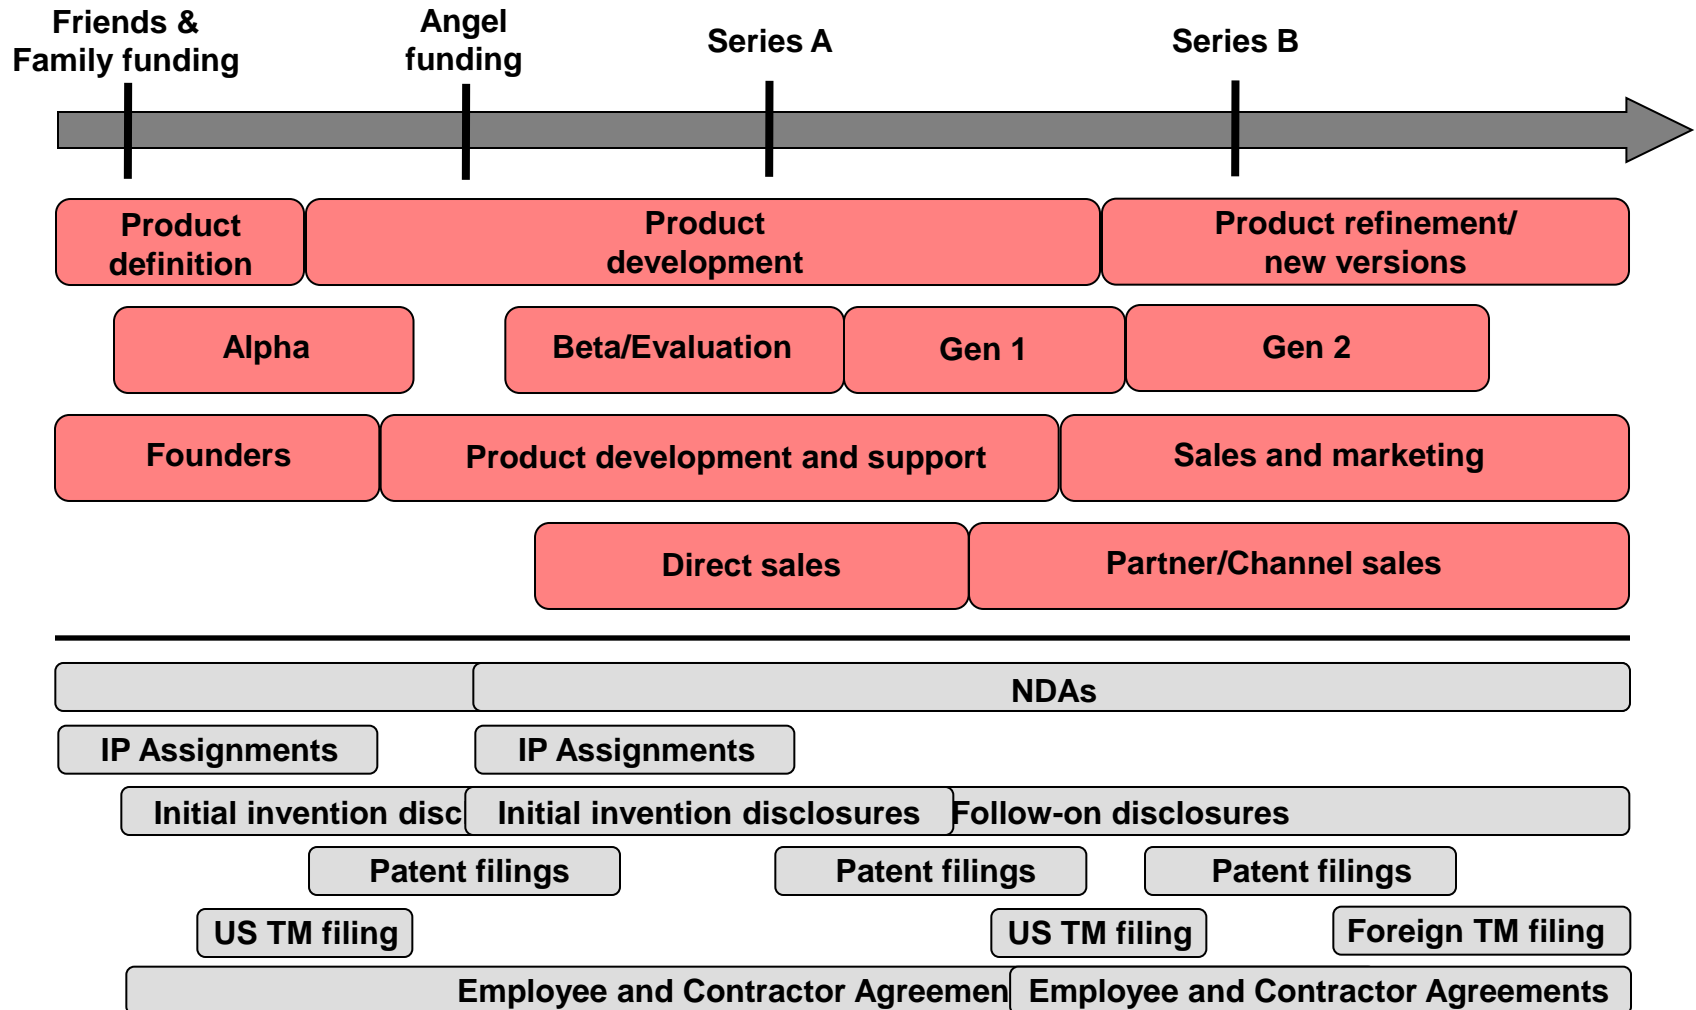 Friends &
Family funding
Angel
funding
Series A
Series B
Product
definition
Product
development
Product refinement/
new versions
Alpha
Beta/Evaluation
Gen 1
Gen 2
Founders
Product development and support
Sales and marketing
Direct sales
Partner/Channel sales
NDAs
IP Assignments
IP Assignments
Initial invention disc
Initial invention disclosures
Follow-on disclosures
Patent filings
Patent filings
Patent filings
US TM filing
US TM filing
Foreign TM filing
Employee and Contractor Agreemen
Employee and Contractor Agreements